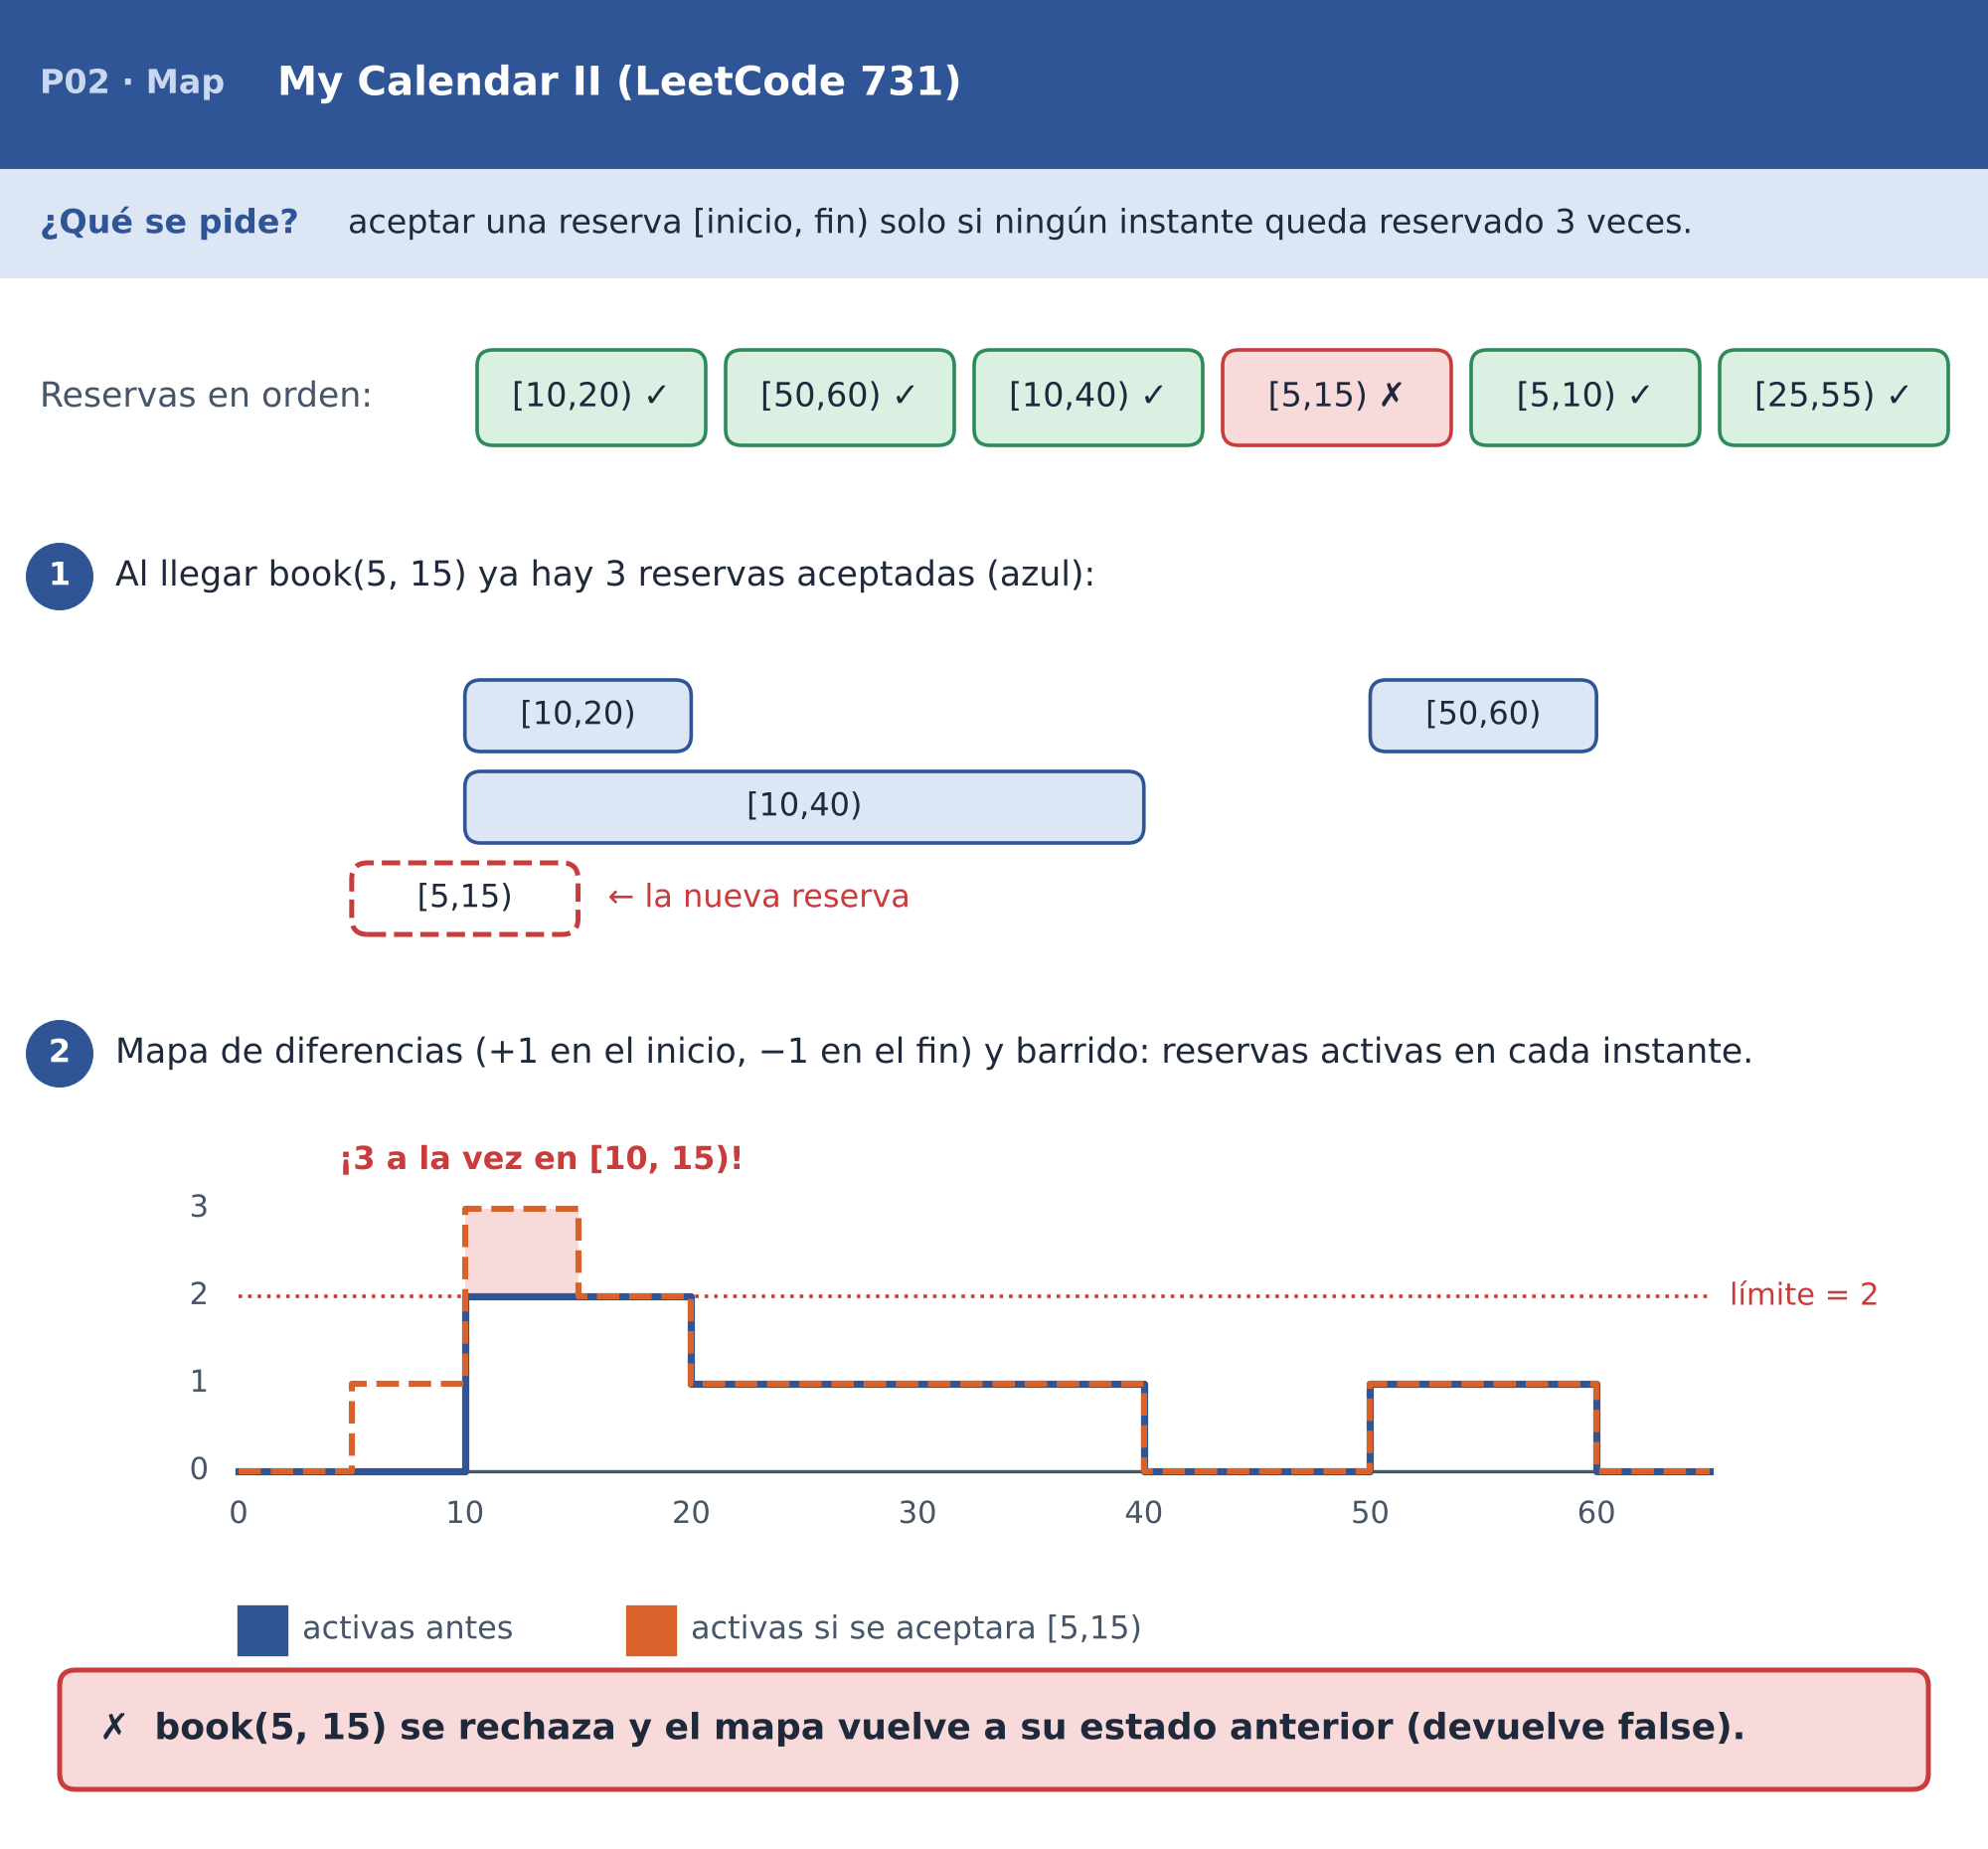 P02 · Map My Calendar II (LeetCode 731)
¿Qué se pide? aceptar una reserva [inicio, fin) solo si ningún instante queda reservado 3 veces.
Reservas en orden: [10,20) ✓ [50,60) ✓ [10,40) ✓ [5,15) ✗ [5,10) ✓ [25,55) ✓
1 Al llegar book(5, 15) ya hay 3 reservas aceptadas (azul):
[10,20) [50,60)
[10,40)
[5,15) ← la nueva reserva
2 Mapa de diferencias (+1 en el inicio, −1 en el fin) y barrido: reservas activas en cada instante.
¡3 a la vez en [10, 15)!
3
2 límite = 2
1
0
0 10 20 30 40 50 60
activas antes activas si se aceptara [5,15)
✗ book(5, 15) se rechaza y el mapa vuelve a su estado anterior (devuelve false).